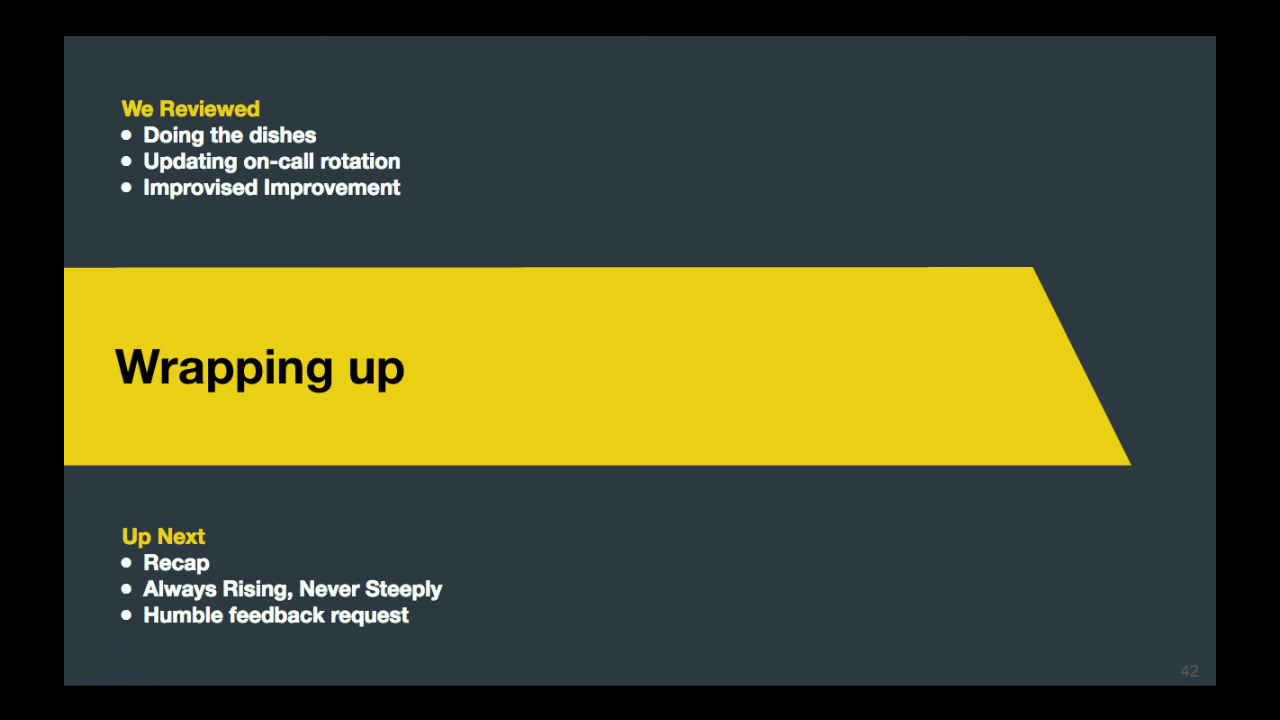 We Reviewed
● Doing the dishes
● Updating on-call rotation
● Improvised Improvement
Wrapping up
Up Next
● Recap
● Always Rising, Never Steeply
● Humble feedback request
42